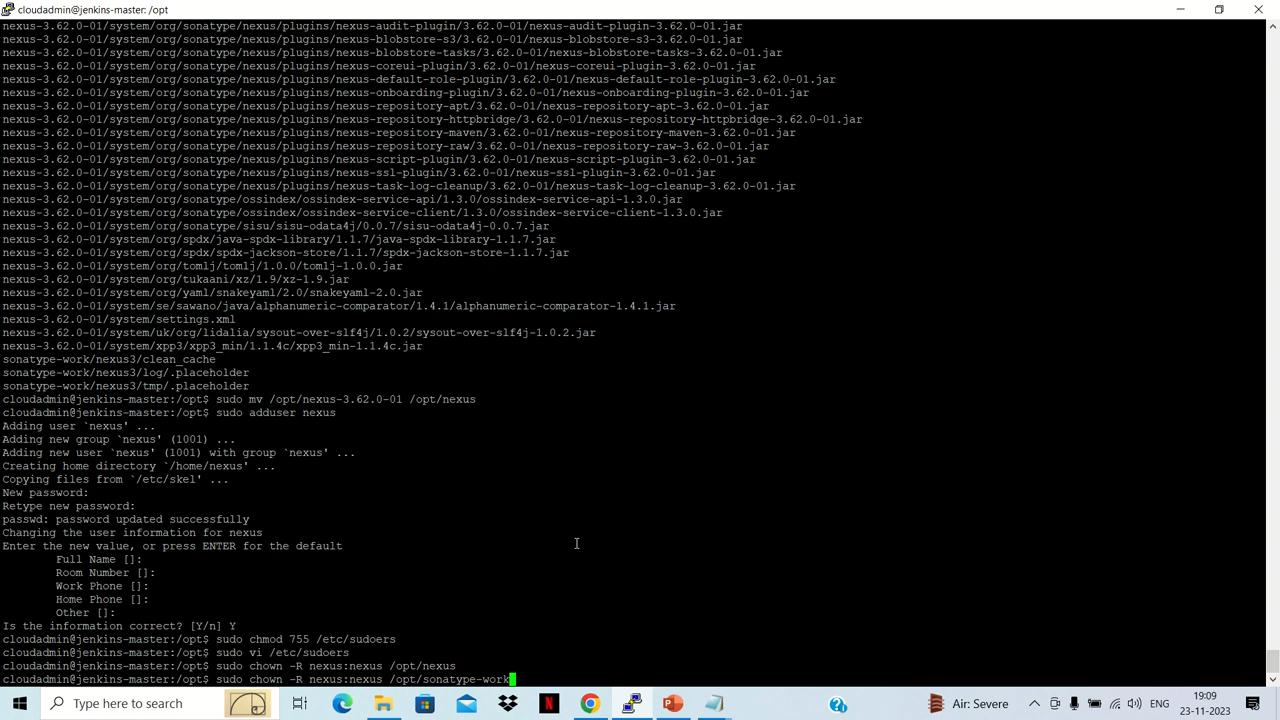 cloudadmin@jenkins-master: /opt
nexus-3.62.0-01/system/org/sonatype/nexus/plugins/nexus-audit-plugin/3.62.0-01/nexus-audit-plugin-3.62.0-01.jar
nexus-3.62.0-01/system/org/sonatype/nexus/plugins/nexus-blobstore-s3/3.62.0-01/nexus-blobstore-s3-3.62.0-01.jar
nexus-3.62.0-01/system/org/sonatype/nexus/plugins/nexus-blobstore-tasks/3.62.0-01/nexus-blobstore-tasks-3.62.0-01.jar
nexus-3.62.0-01/system/org/sonatype/nexus/plugins/nexus-coreui-plugin/3.62.0-01/nexus-coreui-plugin-3.62.0-01.jar
nexus-3.62.0-01/system/org/sonatype/nexus/plugins/nexus-default-role-plugin/3.62.0-01/nexus-default-role-plugin-3.62.0-01.jar
nexus-3.62.0-01/system/org/sonatype/nexus/plugins/nexus-onboarding-plugin/3.62.0-01/nexus-onboarding-plugin-3.62.0-01.jar
nexus-3.62.0-01/system/org/sonatype/nexus/plugins/nexus-repository-apt/3.62.0-01/nexus-repository-apt-3.62.0-01.jar
nexus-3.62.0-01/system/org/sonatype/nexus/plugins/nexus-repository-httpbridge/3.62.0-01/nexus-repository-httpbridge-3.62.0-01.jar
nexus-3.62.0-01/system/org/sonatype/nexus/plugins/nexus-repository-maven/3.62.0-01/nexus-repository-maven-3.62.0-01.jar
nexus-3.62.0-01/system/org/sonatype/nexus/plugins/nexus-repository-raw/3.62.0-01/nexus-repository-raw-3.62.0-01.jar
nexus-3.62.0-01/system/org/sonatype/nexus/plugins/nexus-script-plugin/3.62.0-01/nexus-script-plugin-3.62.0-01.jar
nexus-3.62.0-01/system/org/sonatype/nexus/plugins/nexus-ssl-plugin/3.62.0-01/nexus-ssl-plugin-3.62.0-01.jar
nexus-3.62.0-01/system/org/sonatype/nexus/plugins/nexus-task-log-cleanup/3.62.0-01/nexus-task-log-cleanup-3.62.0-01.jar
nexus-3.62.0-01/system/org/sonatype/ossindex/ossindex-service-api/1.3.0/ossindex-service-api-1.3.0.jar
nexus-3.62.0-01/system/org/sonatype/ossindex/ossindex-service-client/1.3.0/ossindex-service-client-1.3.0.jar
nexus-3.62.0-01/system/org/sonatype/sisu/sisu-odata4j/0.0.7/sisu-odata4j-0.0.7.jar
nexus-3.62.0-01/system/org/spdx/java-spdx-library/1.1.7/java-spdx-library-1.1.7.jar
nexus-3.62.0-01/system/org/spdx/spdx-jackson-store/1.1.7/spdx-jackson-store-1.1.7.jar
nexus-3.62.0-01/system/org/tomlj/tomlj/1.0.0/tomlj-1.0.0.jar
nexus-3.62.0-01/system/org/tukaani/xz/1.9/xz-1.9.jar
nexus-3.62.0-01/system/org/yaml/snakeyaml/2.0/snakeyaml-2.0.jar
nexus-3.62.0-01/system/se/sawano/java/alphanumeric-comparator/1.4.1/alphanumeric-comparator-1.4.1.jar
nexus-3.62.0-01/system/settings.xml
nexus-3.62.0-01/system/uk/org/lidalia/sysout-over-slf4j/1.0.2/sysout-over-slf4j-1.0.2.jar
nexus-3.62.0-01/system/xpp3/xpp3_min/1.1.4c/xpp3_min-1.1.4c.jar
sonatype-work/nexus3/clean_cache
sonatype-work/nexus3/log/.placeholder
sonatype-work/nexus3/tmp/.placeholder
cloudadmin@jenkins-master:/opt$ sudo mv /opt/nexus-3.62.0-01 /opt/nexus
cloudadmin@jenkins-master:/opt$ sudo adduser nexus
Adding user `nexus' ...
Adding new group `nexus' (1001) ...
Adding new user `nexus' (1001) with group `nexus' ...
Creating home directory `/home/nexus' ...
Copying files from `/etc/skel' ...
New password:
Retype new password:
passwd: password updated successfully
Changing the user information for nexus
Enter the new value, or press ENTER for the default
Full Name []:
Room Number []:
Work Phone []:
Home Phone []:
Other []:
Is the information correct? [Y/n] Y
cloudadmin@jenkins-master:/opt$ sudo chmod 755 /etc/sudoers
cloudadmin@jenkins-master:/opt$ sudo vi /etc/sudoers
cloudadmin@jenkins-master:/opt$ sudo chown -R nexus:nexus /opt/nexus
cloudadmin@jenkins-master:/opt$ sudo chown -R nexus:nexus /opt/sonatype-work
Type here to search
Air: Severe
ENG
19:09
23-11-2023